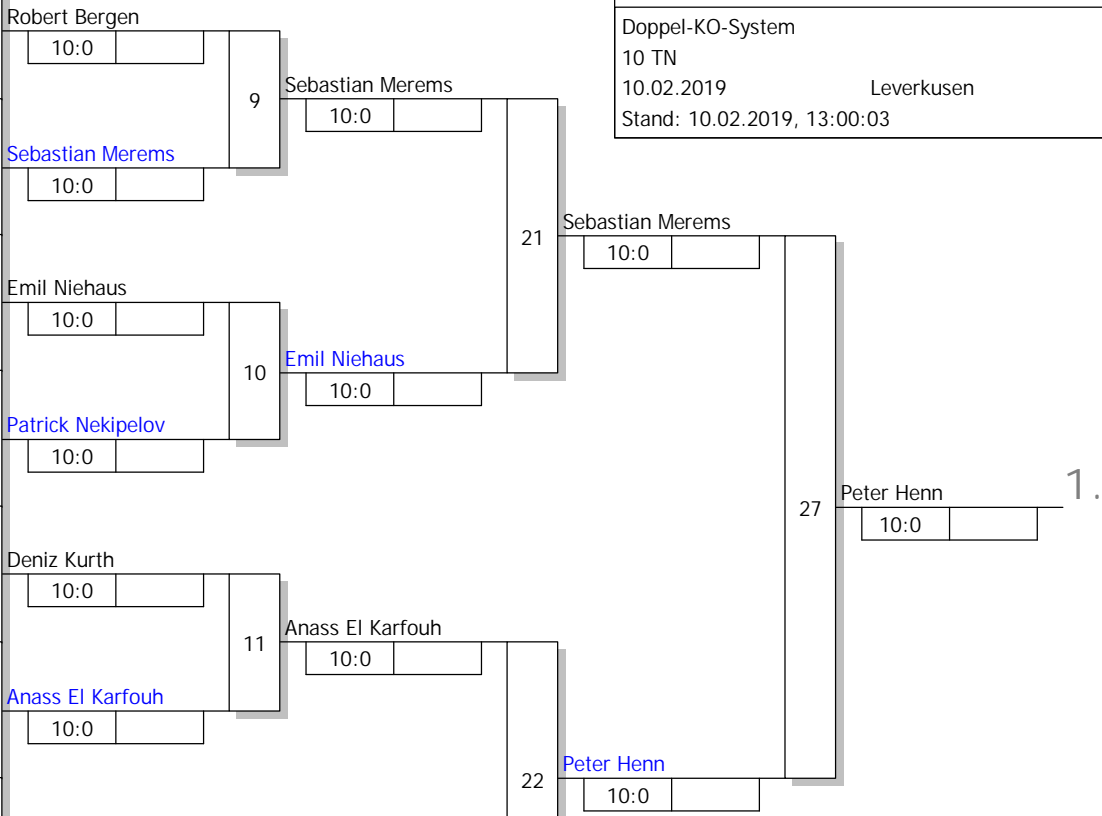 Robert Bergen
10:0
9
Sebastian Merems
10:0
Sebastian Merems
10:0
Doppel-KO-System
10 TN
10.02.2019 Leverkusen
Stand: 10.02.2019, 13:00:03
21
Sebastian Merems
10:0
Emil Niehaus
10:0
10
Emil Niehaus
10:0
Patrick Nekipelov
10:0
27
Peter Henn
1.
10:0
Deniz Kurth
10:0
11
Anass El Karfouh
10:0
Anass El Karfouh
10:0
22
Peter Henn
10:0